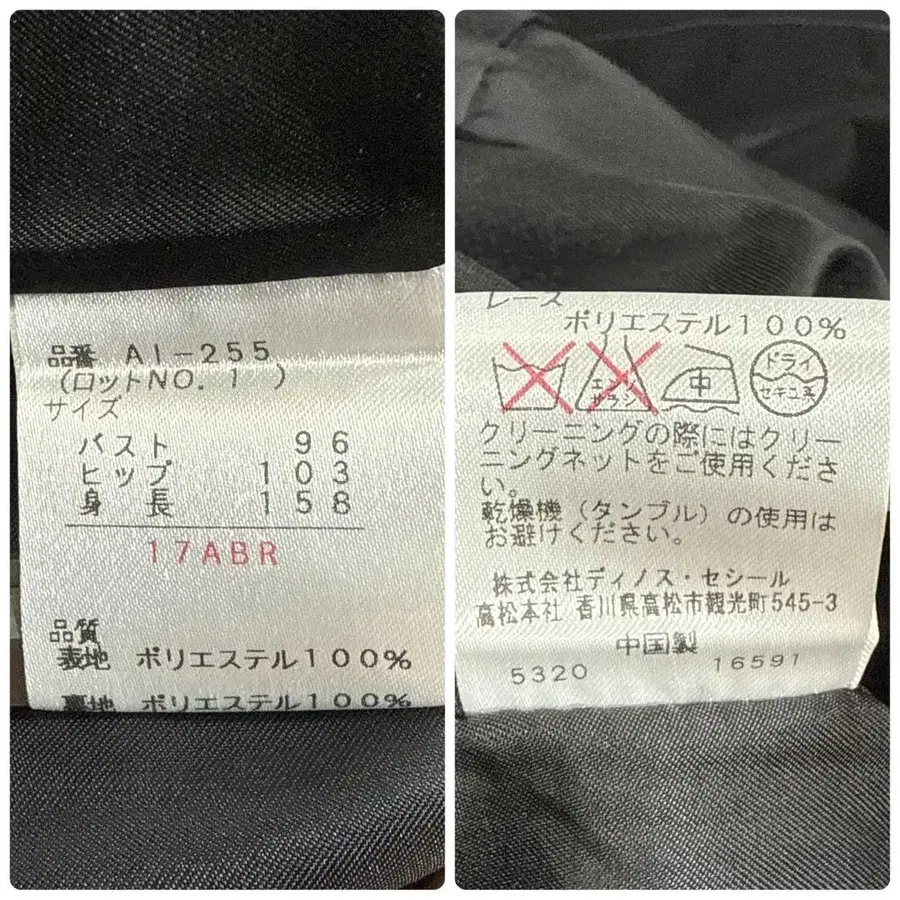 品番 AI-255
(ロットNO. 1 )
サイズ
バスト 96
ヒップ 103
身長 158
17ABR
品質
表地 ポリエステル100%
裏地 ポリエステル100%
レース
ポリエステル100%
エンソ
サラシ
中
ドライ
セキユ系
クリーニングの際にはクリー
ニングネットをご使用くださ
い。
乾燥機(タンブル)の使用は
お避けください。
株式会社ディノス・セシール
高松本社 香川県高松市観光町545-3
中国製
5320 16591